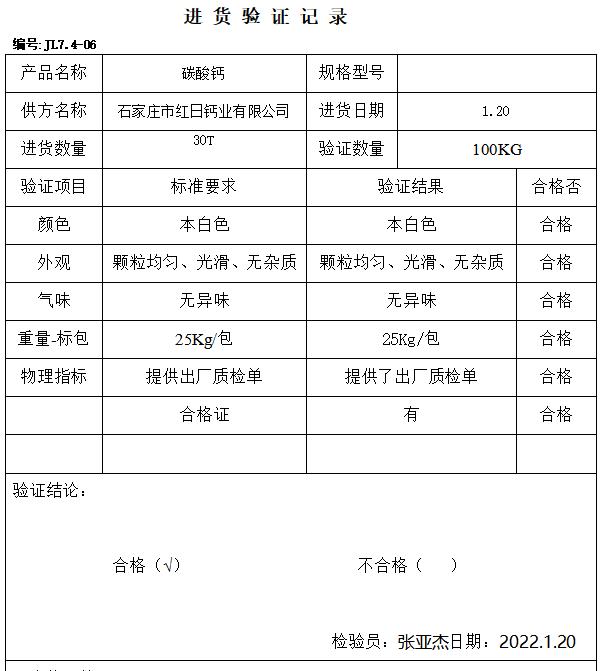 进货验证记录
编号:JL7.4-06
产品名称 碳酸钙 规格型号
供方名称 石家庄市红日钙业有限公司 进货日期 1.20
进货数量 30T 验证数量 100KG
验证项目 标准要求 验证结果 合格否
颜色 本白色 本白色 合格
外观 颗粒均匀、光滑、无杂质 颗粒均匀、光滑、无杂质 合格
气味 无异味 无异味 合格
重量-标包 25Kg/包 25Kg/包 合格
物理指标 提供出厂质检单 提供了出厂质检单 合格
合格证 有 合格
验证结论：
合格（√） 不合格（ ）
检验员：张亚杰日期：2022.1.20